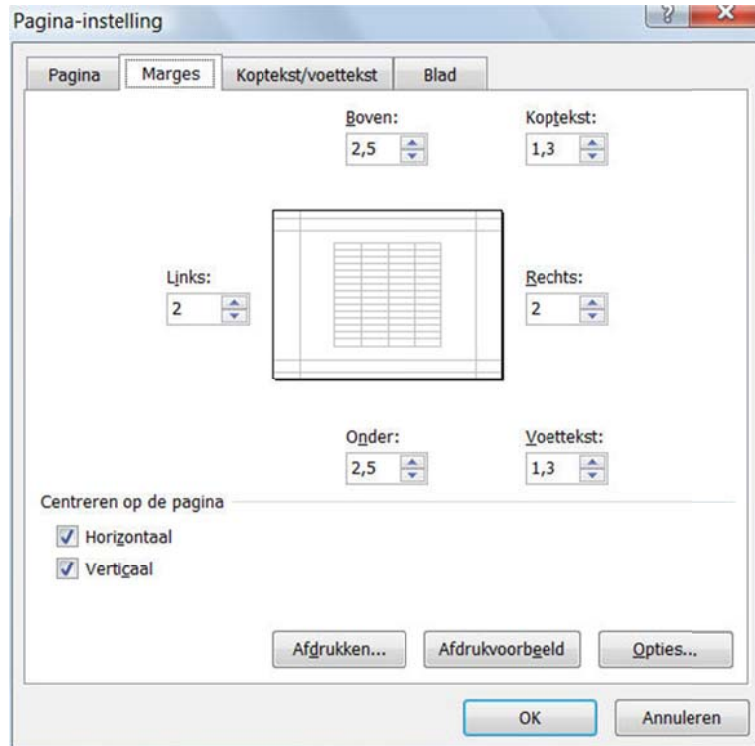 Pagina-instelling
Pagina Marges Koptekst/voettekst Blad
Boven: Koptekst:
2,5 1,3
Links: Rechts:
2 2
Onder: Voettekst:
2,5 1,3
Centreren op de pagina
Horizontaal
Verticaal
Afdrukken... Afdrukvoorbeeld Opties...
OK Annuleren